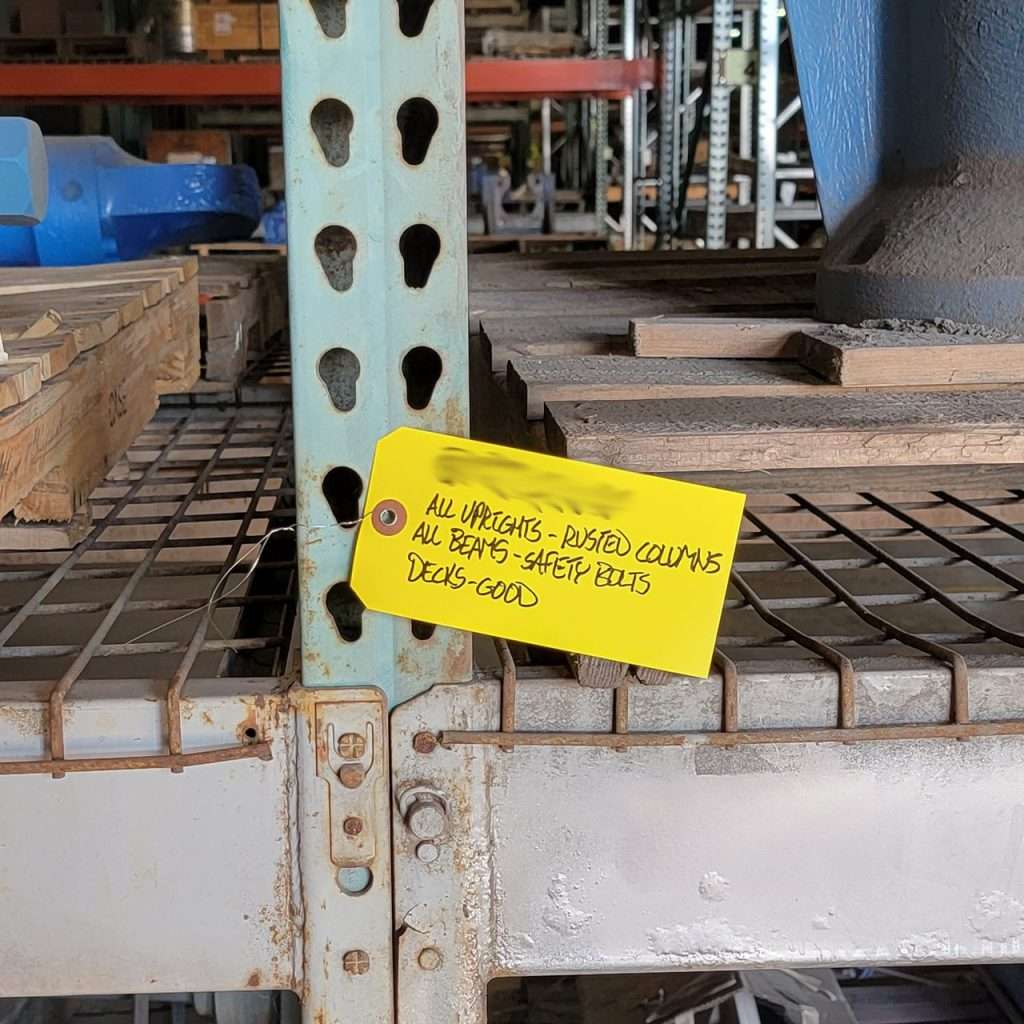 ALL UPRIGHTS - RUSTED COLUMNS
ALL BEAMS - SAFETY BOLTS
DECKS - GOOD